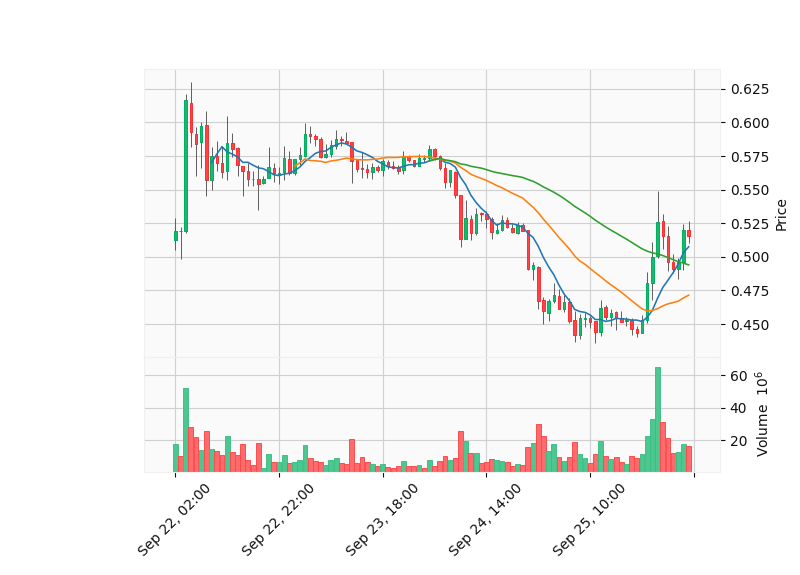 0.625
0.600
0.575
0.550
0.525
0.500
0.475
0.450
Price
60
40
20
Volume 10⁶
Sep 22, 02:00
Sep 22, 22:00
Sep 23, 18:00
Sep 24, 14:00
Sep 25, 10:00